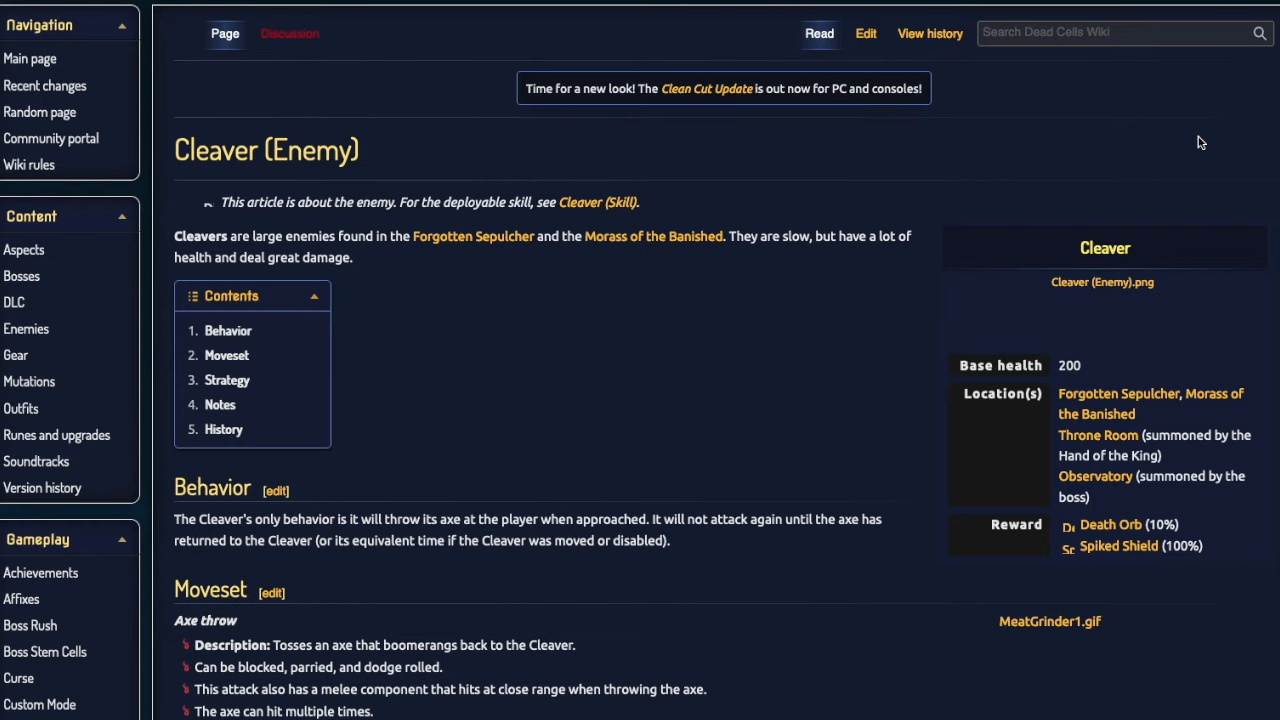 Navigation
Main page
Recent changes
Random page
Community portal
Wiki rules
Content
Aspects
Bosses
DLC
Enemies
Gear
Mutations
Outfits
Runes and upgrades
Soundtracks
Version history
Gameplay
Achievements
Affixes
Boss Rush
Boss Stem Cells
Curse
Custom Mode
Page Discussion Read Edit View history Search Dead Cells Wiki
Time for a new look! The Clean Cut Update is out now for PC and consoles!
Cleaver (Enemy)
This article is about the enemy. For the deployable skill, see Cleaver (Skill).
Cleavers are large enemies found in the Forgotten Sepulcher and the Morass of the Banished. They are slow, but have a lot of
health and deal great damage.
Contents
1. Behavior
2. Moveset
3. Strategy
4. Notes
5. History
Behavior [edit]
The Cleaver's only behavior is it will throw its axe at the player when approached. It will not attack again until the axe has
returned to the Cleaver (or its equivalent time if the Cleaver was moved or disabled).
Moveset [edit]
Axe throw
Description: Tosses an axe that boomerangs back to the Cleaver.
Can be blocked, parried, and dodge rolled.
This attack also has a melee component that hits at close range when throwing the axe.
The axe can hit multiple times.
Cleaver
Cleaver (Enemy).png
Base health 200
Location(s) Forgotten Sepulcher, Morass of
the Banished
Throne Room (summoned by the
Hand of the King)
Observatory (summoned by the
boss)
Reward Death Orb (10%)
Spiked Shield (100%)
MeatGrinder1.gif